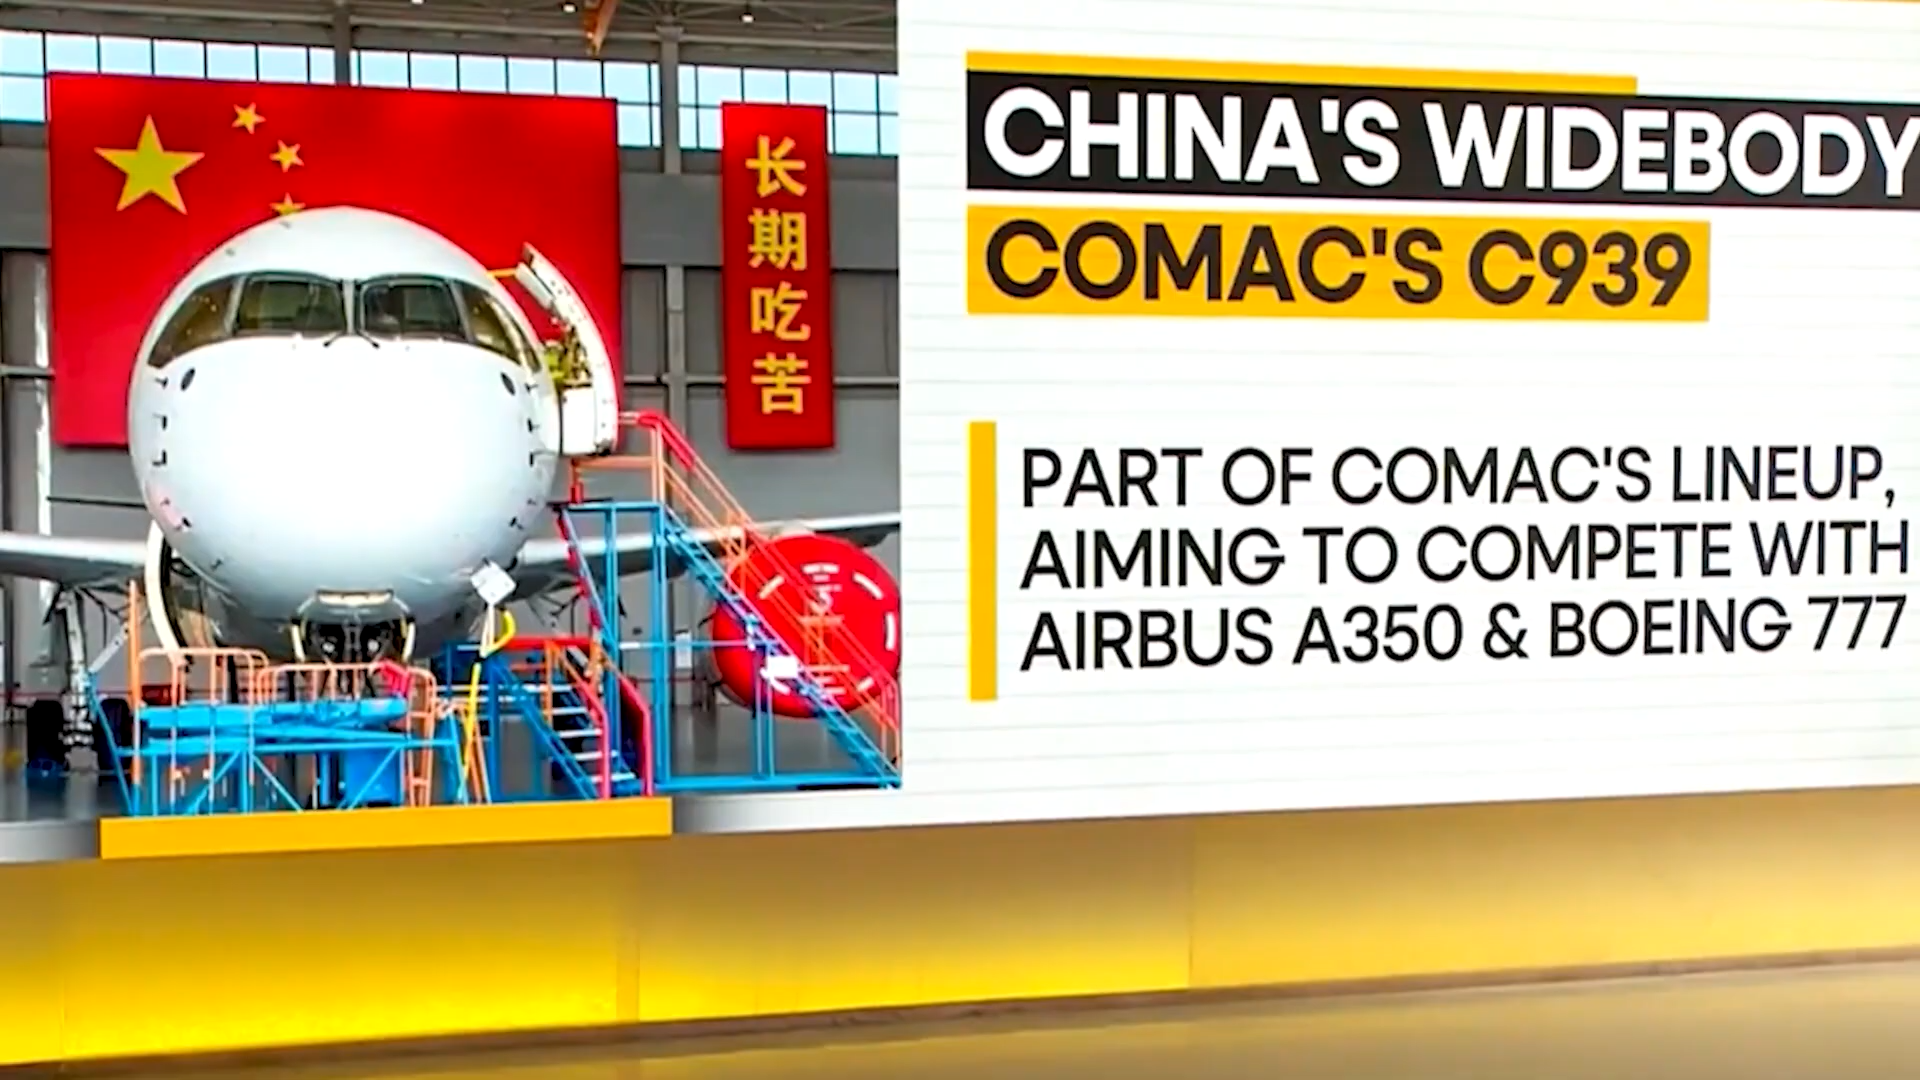 长期吃苦
CHINA'S WIDEBODY
COMAC'S C939
PART OF COMAC'S LINEUP,
AIMING TO COMPETE WITH
AIRBUS A350 & BOEING 777